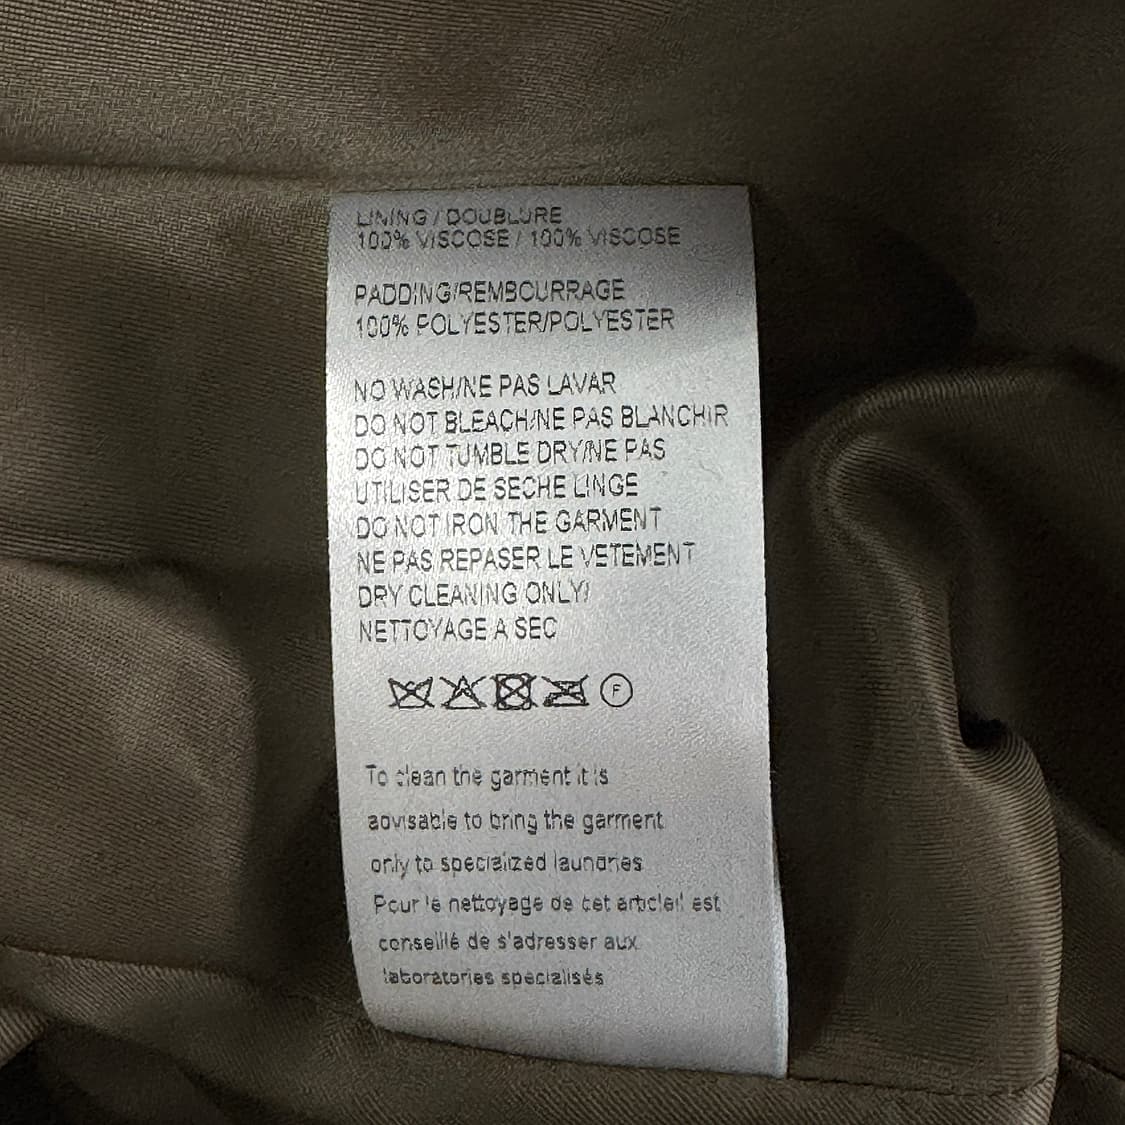 LINING / DOUBLURE
100% VISCOSE / 100% VISCOSE
PADDING/REMBOURRAGE
100% POLYESTER/POLYESTER
NO WASH/NE PAS LAVAR
DO NOT BLEACH/NE PAS BLANCHIR
DO NOT TUMBLE DRY/NE PAS
UTILISER DE SECHE LINGE
DO NOT IRON THE GARMENT
NE PAS REPASER LE VETEMENT
DRY CLEANING ONLY/
NETTOYAGE A SEC
F
To clean the garment it is
advisable to bring the garment
only to specialized laundries
Pour le nettoyage de cet est
conseillé de s'adresser aux
laboratories specialisés